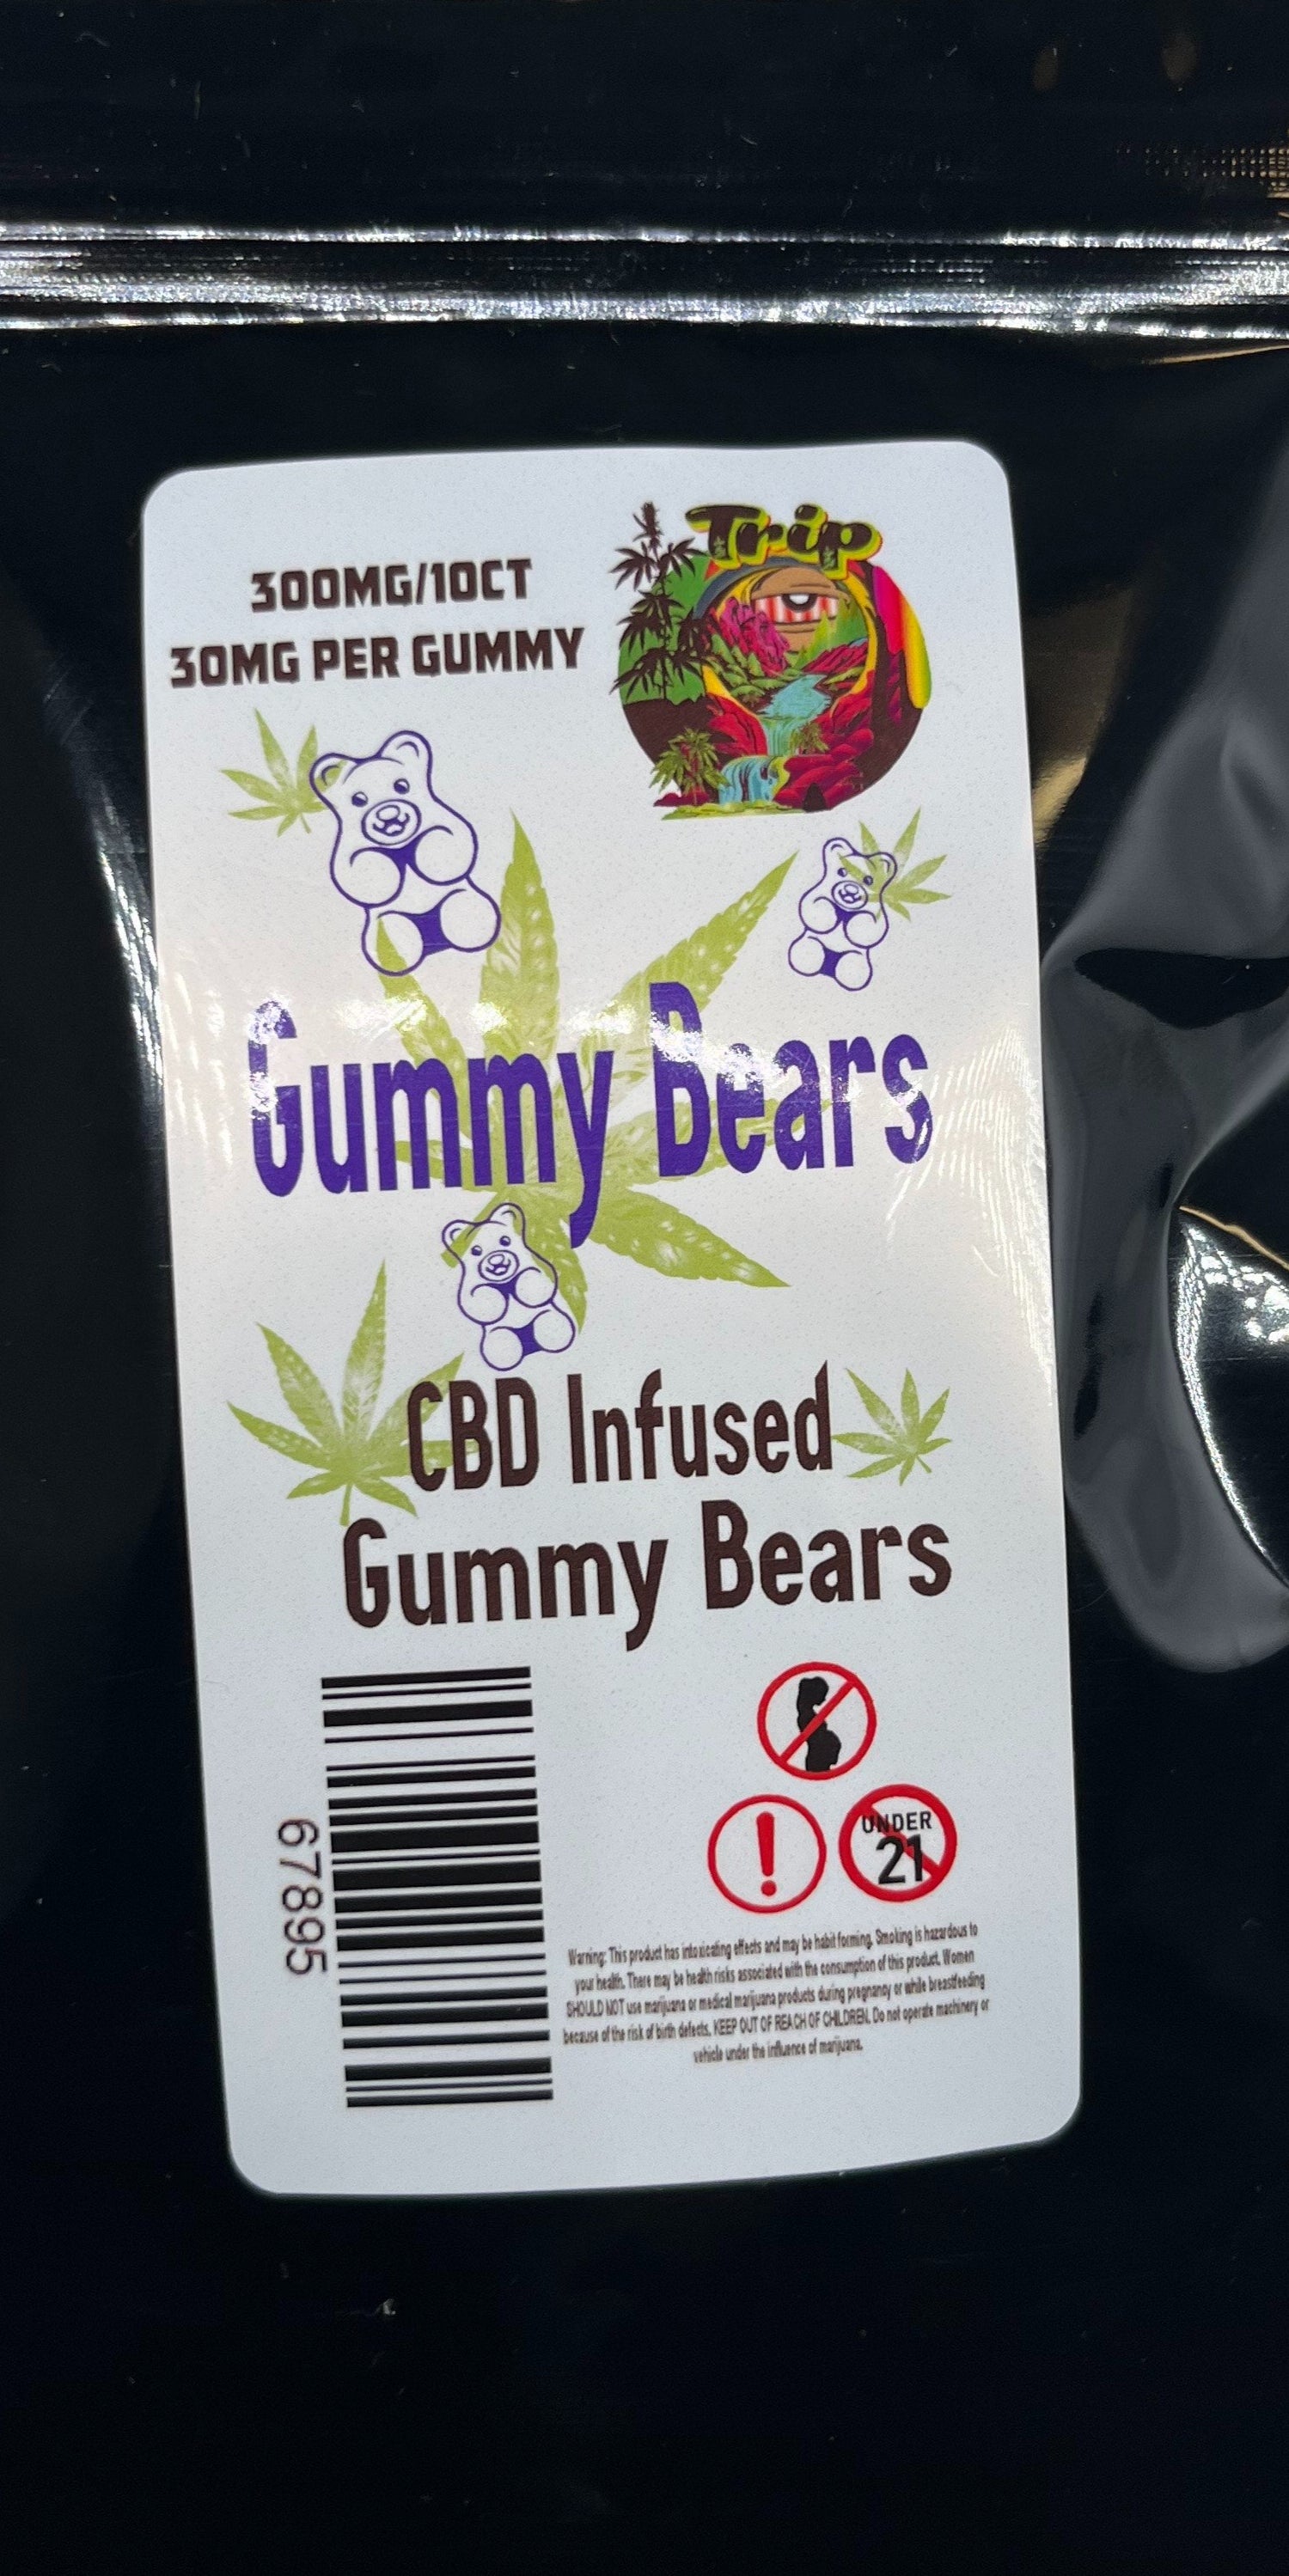 Trip
300MG/10CT
30MG PER GUMMY
Gummy Bears
CBD Infused
Gummy Bears
67895
UNDER
21
Warning: This product has intoxicating effects and may be habit forming. Smoking is hazardous to
your health. There may be health risks associated with the consumption of this product. Women
SHOULD NOT use marijuana or medical marijuana products during pregnancy or while breastfeeding
because of the risk of birth defects. KEEP OUT OF REACH OF CHILDREN. Do not operate machinery or
vehicle under the influence of marijuana.